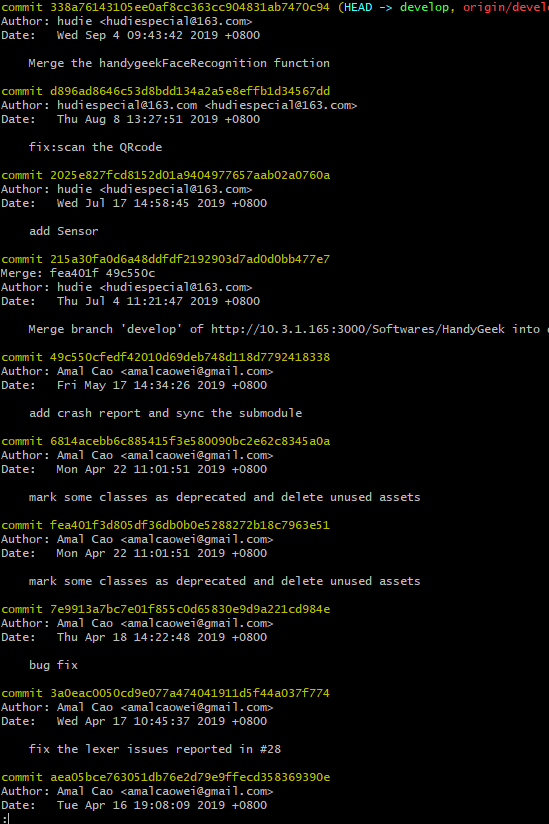 commit 338a76143105ee0af8cc363cc904831ab7470c94 (HEAD -> develop, origin/devel
Author: hudie <hudiespecial@163.com>
Date:   Wed Sep 4 09:43:42 2019 +0800
    Merge the handygeekFaceRecognition function
commit d896ad8646c53d8bdd134a2a5e8effb1d34567dd
Author: hudiespecial@163.com <hudiespecial@163.com>
Date:   Thu Aug 8 13:27:51 2019 +0800
    fix:scan the QRcode
commit 2025e827fcd8152d01a9404977657aab02a0760a
Author: hudie <hudiespecial@163.com>
Date:   Wed Jul 17 14:58:45 2019 +0800
    add Sensor
commit 215a30fa0d6a48ddfdf2192903d7ad0d0bb477e7
Merge: fea401f 49c550c
Author: hudie <hudiespecial@163.com>
Date:   Thu Jul 4 11:21:47 2019 +0800
    Merge branch 'develop' of http://10.3.1.165:3000/Softwares/HandyGeek into
commit 49c550cfedf42010d69deb748d118d7792418338
Author: Amal Cao <amalcaowei@gmail.com>
Date:   Fri May 17 14:34:26 2019 +0800
    add crash report and sync the submodule
commit 6814acebb6c885415f3e580090bc2e62c8345a0a
Author: Amal Cao <amalcaowei@gmail.com>
Date:   Mon Apr 22 11:01:51 2019 +0800
    mark some classes as deprecated and delete unused assets
commit fea401f3d805df36db0b0e5288272b18c7963e51
Author: Amal Cao <amalcaowei@gmail.com>
Date:   Mon Apr 22 11:01:51 2019 +0800
    mark some classes as deprecated and delete unused assets
commit 7e9913a7bc7e01f855c0d65830e9d9a221cd984e
Author: Amal Cao <amalcaowei@gmail.com>
Date:   Thu Apr 18 14:22:48 2019 +0800
    bug fix
commit 3a0eac0050cd9e077a474041911d5f44a037f774
Author: Amal Cao <amalcaowei@gmail.com>
Date:   Wed Apr 17 10:45:37 2019 +0800
    fix the lexer issues reported in #28
commit aea05bce763051db76e2d79e9ffecd358369390e
Author: Amal Cao <amalcaowei@gmail.com>
Date:   Tue Apr 16 19:08:09 2019 +0800
: